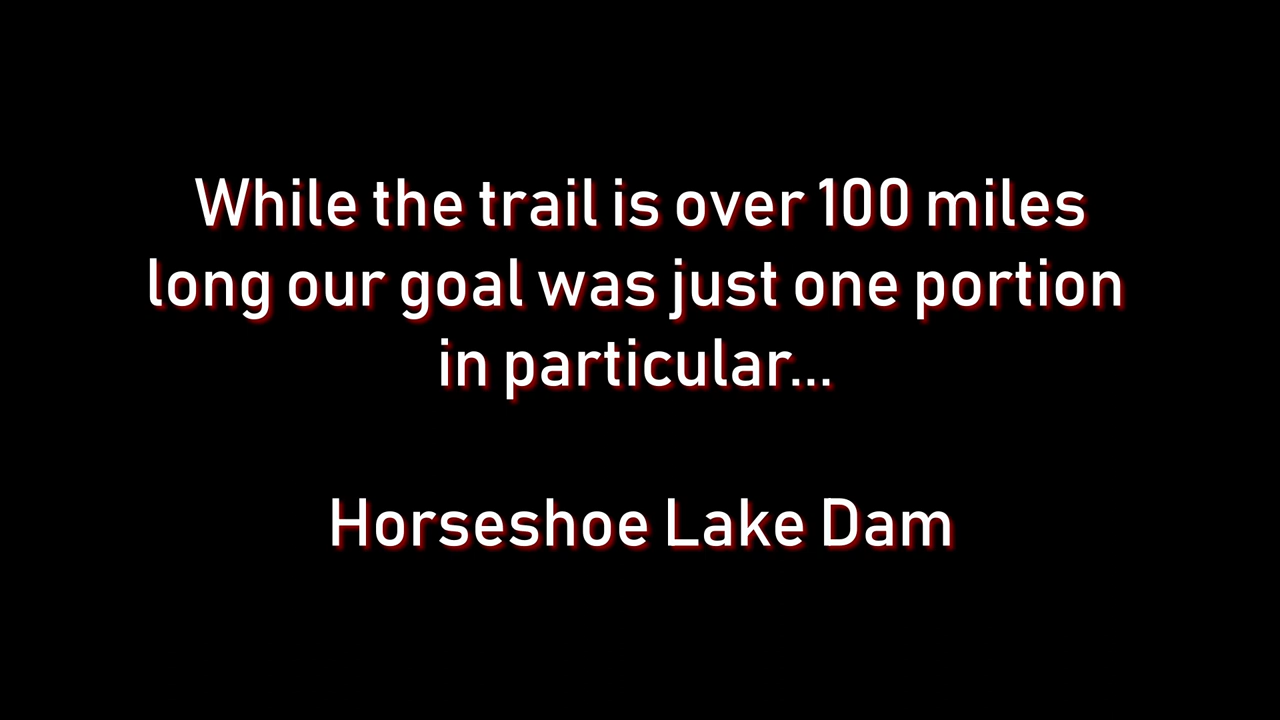 While the trail is over 100 miles
long our goal was just one portion
in particular...
Horseshoe Lake Dam